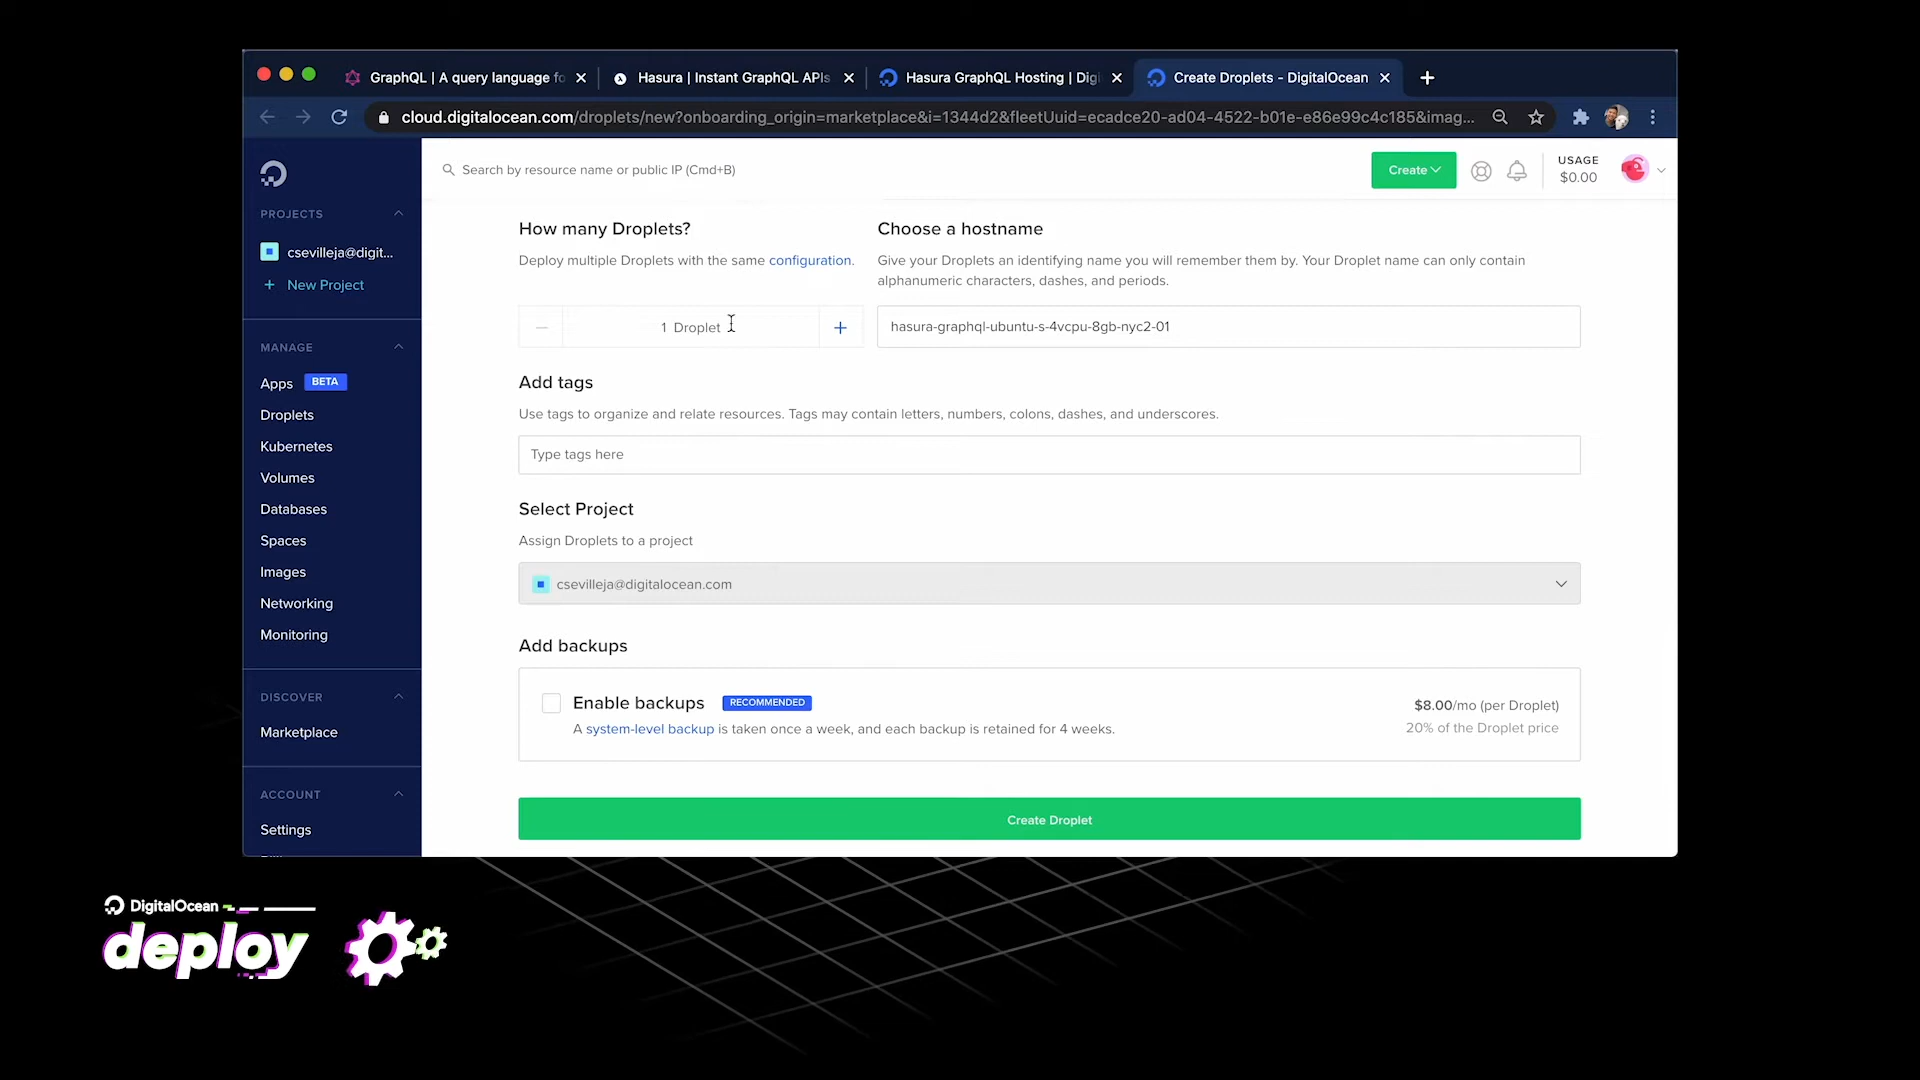 GraphQL | A query language fo
Hasura | Instant GraphQL APIs
Hasura GraphQL Hosting | Digi
Create Droplets - DigitalOcean
cloud.digitalocean.com/droplets/new?onboarding_origin=marketplace&i=1344d2&fleetUuid=ecadce20-ad04-4522-b01e-e86e99c4c185&imag...
Search by resource name or public IP (Cmd+B)
Create
USAGE
$0.00
PROJECTS
csevilleja@digit...
+ New Project
MANAGE
Apps BETA
Droplets
Kubernetes
Volumes
Databases
Spaces
Images
Networking
Monitoring
DISCOVER
Marketplace
ACCOUNT
Settings
How many Droplets?
Deploy multiple Droplets with the same configuration.
1 Droplet
Choose a hostname
Give your Droplets an identifying name you will remember them by. Your Droplet name can only contain
alphanumeric characters, dashes, and periods.
hasura-graphql-ubuntu-s-4vcpu-8gb-nyc2-01
Add tags
Use tags to organize and relate resources. Tags may contain letters, numbers, colons, dashes, and underscores.
Type tags here
Select Project
Assign Droplets to a project
csevilleja@digitalocean.com
Add backups
Enable backups RECOMMENDED
A system-level backup is taken once a week, and each backup is retained for 4 weeks.
$8.00/mo (per Droplet)
20% of the Droplet price
Create Droplet
DigitalOcean
deploy